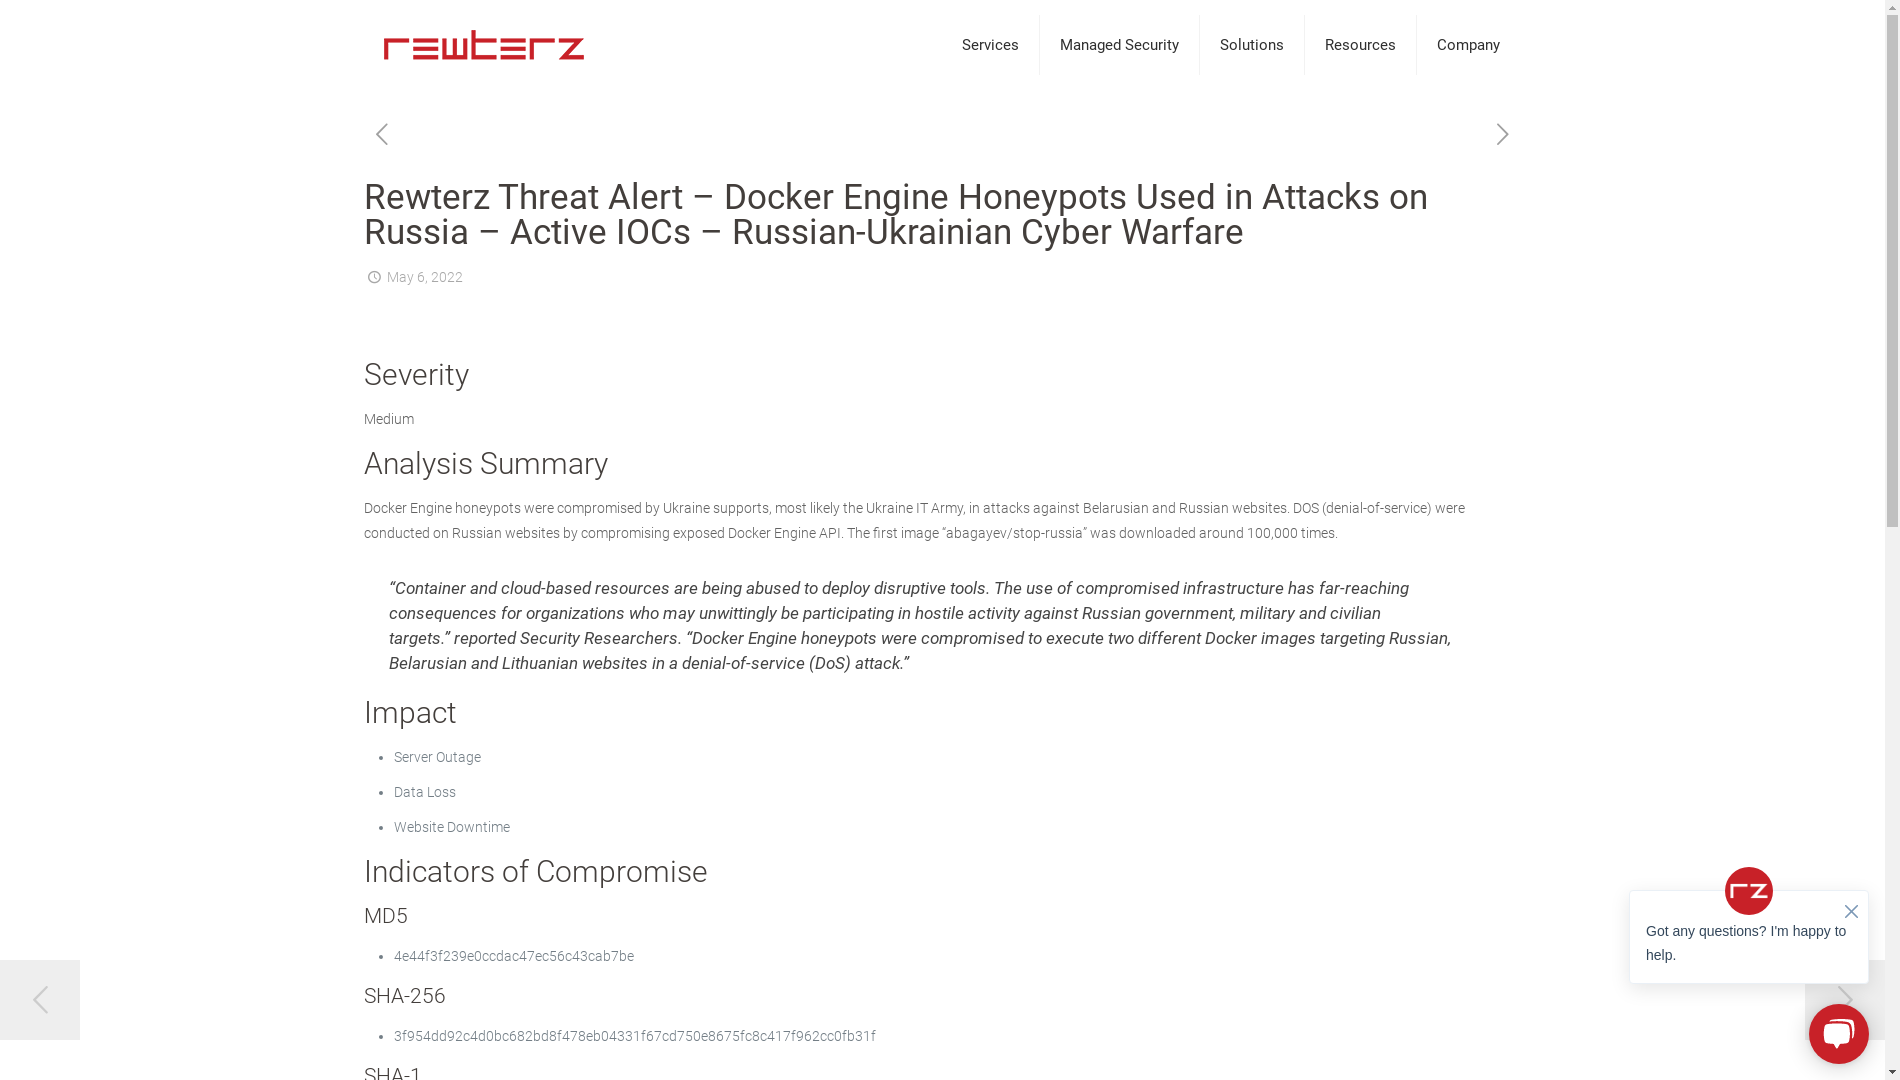 rewterz
Services
Managed Security
Solutions
Resources
Company
Rewterz Threat Alert – Docker Engine Honeypots Used in Attacks on
Russia – Active IOCs – Russian-Ukrainian Cyber Warfare
May 6, 2022
Severity
Medium
Analysis Summary
Docker Engine honeypots were compromised by Ukraine supports, most likely the Ukraine IT Army, in attacks against Belarusian and Russian websites. DOS (denial-of-service) were
conducted on Russian websites by compromising exposed Docker Engine API. The first image “abagayev/stop-russia” was downloaded around 100,000 times.
“Container and cloud-based resources are being abused to deploy disruptive tools. The use of compromised infrastructure has far-reaching
consequences for organizations who may unwittingly be participating in hostile activity against Russian government, military and civilian
targets.” reported Security Researchers. “Docker Engine honeypots were compromised to execute two different Docker images targeting Russian,
Belarusian and Lithuanian websites in a denial-of-service (DoS) attack.”
Impact
• Server Outage
• Data Loss
• Website Downtime
Indicators of Compromise
MD5
• 4e44f3f239e0ccdac47ec56c43cab7be
SHA-256
• 3f954dd92c4d0bc682bd8f478eb04331f67cd750e8675fc8c417f962cc0fb31f
SHA-1
rz
Got any questions? I'm happy to
help.